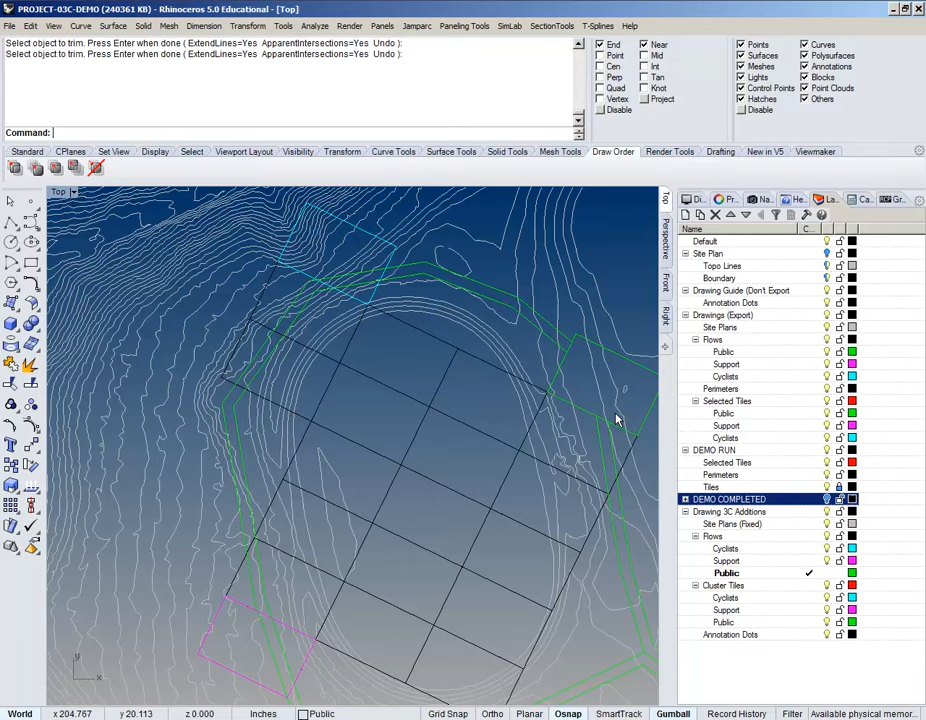 PROJECT-03C-DEMO (240361 KB) - Rhinoceros 5.0 Educational - [Top]
File Edit View Curve Surface Solid Mesh Dimension Transform Tools Analyze Render Panels Jamparc Paneling Tools SimLab SectionTools T-Splines Help
Select object to trim. Press Enter when done ( ExtendLines=Yes ApparentIntersections=Yes Undo ):
Select object to trim. Press Enter when done ( ExtendLines=Yes ApparentIntersections=Yes Undo ):
Command:
End Near
Point Mid
Cen Int
Perp Tan
Quad Knot
Vertex Project
Disable
Points Curves
Surfaces Polysurfaces
Meshes Annotations
Lights Blocks
Control Points Point Clouds
Hatches Others
Disable
Standard CPlanes Set View Display Select Viewport Layout Visibility Transform Curve Tools Surface Tools Solid Tools Mesh Tools Draw Order Render Tools Drafting New in V5 Viewmaker
Top
Top
Perspective
Front
Right
Di... Pr... Na... He... La... Ca... Gr...
Name C...
Default
Site Plan
Topo Lines
Boundary
Drawing Guide (Don't Export
Annotation Dots
Drawings (Export)
Site Plans
Rows
Public
Support
Cyclists
Perimeters
Selected Tiles
Public
Support
Cyclists
DEMO RUN
Selected Tiles
Perimeters
Tiles
DEMO COMPLETED
Drawing 3C Additions
Site Plans (Fixed)
Rows
Cyclists
Support
Public
Cluster Tiles
Cyclists
Support
Public
Annotation Dots
y
x
World x 204.767 y 20.113 z 0.000 Inches Public Grid Snap Ortho Planar Osnap SmartTrack Gumball Record History Filter Available physical memor...